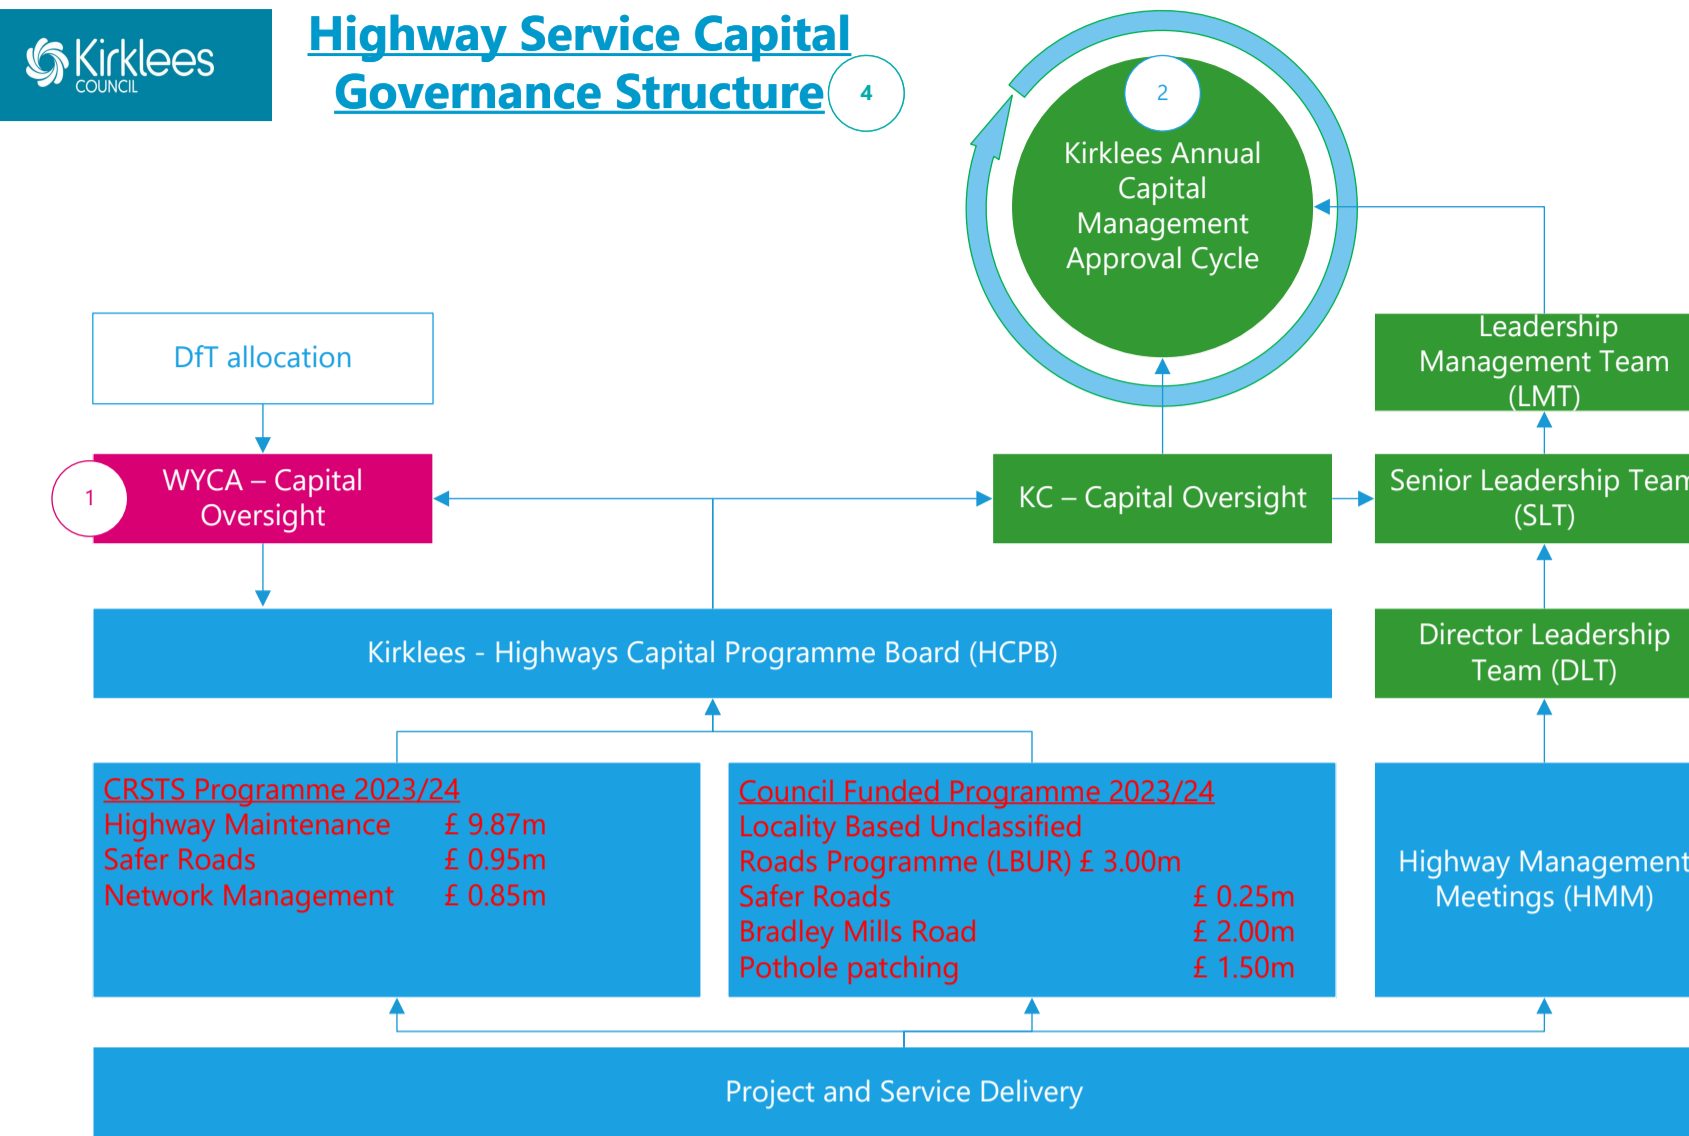 Kirklees
COUNCIL
Highway Service Capital
Governance Structure
4
2
Kirklees Annual
Capital
Management
Approval Cycle
DfT allocation
Leadership
Management Team
(LMT)
1
WYCA – Capital
Oversight
KC – Capital Oversight
Senior Leadership Team
(SLT)
Kirklees - Highways Capital Programme Board (HCPB)
Director Leadership
Team (DLT)
CRSTS Programme 2023/24
Highway Maintenance £ 9.87m
Safer Roads £ 0.95m
Network Management £ 0.85m
Council Funded Programme 2023/24
Locality Based Unclassified
Roads Programme (LBUR) £ 3.00m
Safer Roads £ 0.25m
Bradley Mills Road £ 2.00m
Pothole patching £ 1.50m
Highway Management
Meetings (HMM)
Project and Service Delivery